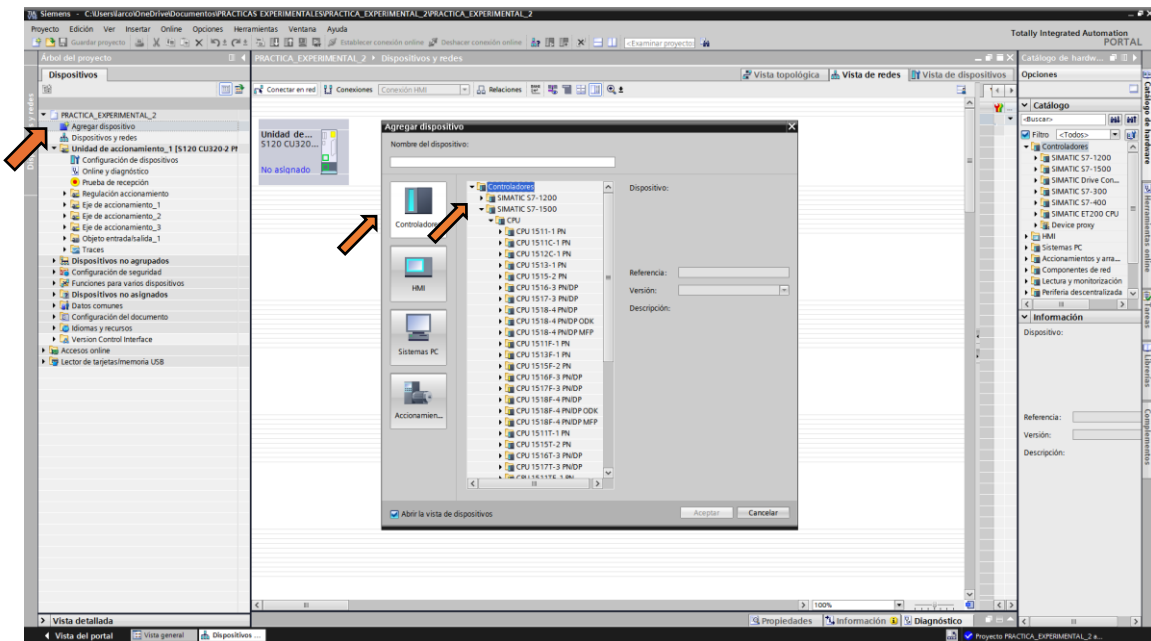 Siemens - C:\Users\larco\OneDrive\Documentos\PRACTICAS EXPERIMENTALES\PRACTICA_EXPERIMENTAL_2\PRACTICA_EXPERIMENTAL_2
Proyecto Edición Ver Insertar Online Opciones Herramientas Ventana Ayuda
Guardar proyecto Establecer conexión online Deshacer conexión online <Examinar proyecto>
Totally Integrated Automation
PORTAL
Árbol del proyecto
Dispositivos
PRACTICA_EXPERIMENTAL_2
Agregar dispositivo
Dispositivos y redes
Unidad de accionamiento_1 [S120 CU320-2 PN
Configuración de dispositivos
Online y diagnóstico
Prueba de recepción
Regulación accionamiento
Eje de accionamiento_1
Eje de accionamiento_2
Eje de accionamiento_3
Objeto entrada/salida_1
Traces
Dispositivos no agrupados
Configuración de seguridad
Funciones para varios dispositivos
Dispositivos no asignados
Datos comunes
Configuración del documento
Idiomas y recursos
Version Control Interface
Accesos online
Lector de tarjetas/memoria USB
Vista detallada
PRACTICA_EXPERIMENTAL_2 Dispositivos y redes
Vista topológica Vista de redes Vista de dispositivos
Conectar en red Conexiones Conexión HMI Relaciones
Unidad de...
S120 CU320...
No asignado
Agregar dispositivo
Nombre del dispositivo:
Controladores
HMI
Sistemas PC
Accionamien...
Controladores
SIMATIC S7-1200
SIMATIC S7-1500
CPU
CPU 1511-1 PN
CPU 1511C-1 PN
CPU 1512C-1 PN
CPU 1513-1 PN
CPU 1515-2 PN
CPU 1516-3 PN/DP
CPU 1517-3 PN/DP
CPU 1518-4 PN/DP
CPU 1518-4 PN/DP ODK
CPU 1518-4 PN/DP MFP
CPU 1511F-1 PN
CPU 1513F-1 PN
CPU 1515F-2 PN
CPU 1516F-3 PN/DP
CPU 1517F-3 PN/DP
CPU 1518F-4 PN/DP
CPU 1518F-4 PN/DP ODK
CPU 1518F-4 PN/DP MFP
CPU 1511T-1 PN
CPU 1515T-2 PN
CPU 1516T-3 PN/DP
CPU 1517T-3 PN/DP
CPU 1511TF-1 PN
Dispositivo:
Referencia:
Versión:
Descripción:
Abrir la vista de dispositivos
Aceptar Cancelar
100%
Propiedades Información Diagnóstico
Catálogo de hardw...
Opciones
Catálogo
<Buscar>
Filtro <Todos>
Controladores
SIMATIC S7-1200
SIMATIC S7-1500
SIMATIC Drive Con...
SIMATIC S7-300
SIMATIC S7-400
SIMATIC ET200 CPU
Device proxy
HMI
Sistemas PC
Accionamientos y arra...
Componentes de red
Lectura y monitorización
Periferia descentralizada
Información
Dispositivo:
Referencia:
Versión:
Descripción:
Catálogo de hardware
Herramientas online
Tareas
Librerías
Complementos
Vista del portal Vista general Dispositivos ...
Proyecto PRACTICA_EXPERIMENTAL_2 a...